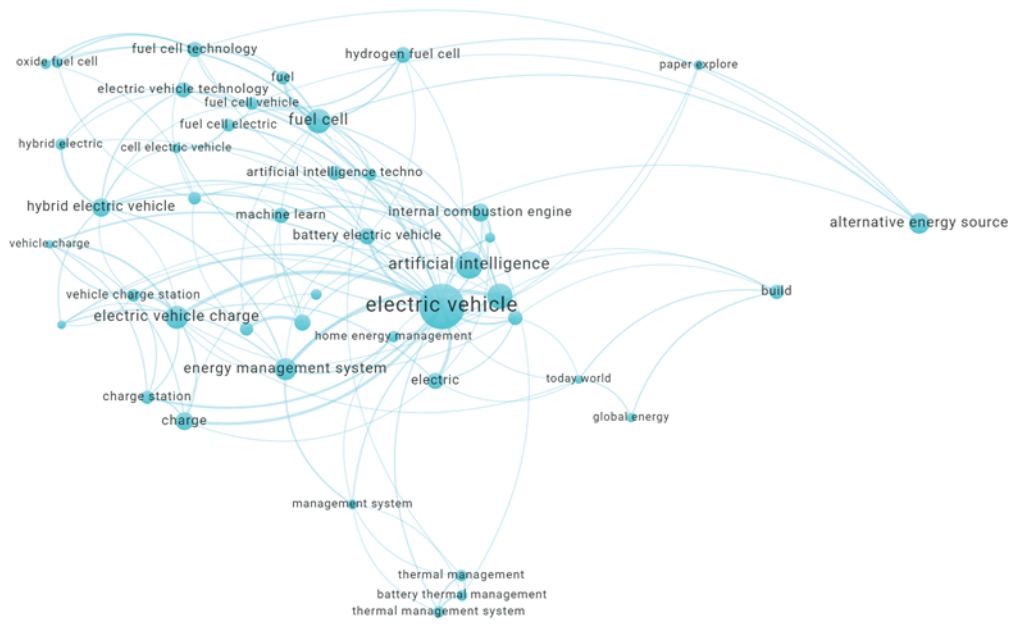 fuel cell technology
hydrogen fuel cell
oxide fuel cell
paper explore
fuel
electric vehicle technology
fuel cell vehicle
fuel cell
fuel cell electric
hybrid electric
cell electric vehicle
artificial intelligence techno
hybrid electric vehicle
machine learn
internal combustion engine
alternative energy source
battery electric vehicle
vehicle charge
artificial intelligence
build
vehicle charge station
electric vehicle
electric vehicle charge
home energy management
energy management system
electric
today world
charge station
global energy
charge
management system
thermal management
battery thermal management
thermal management system